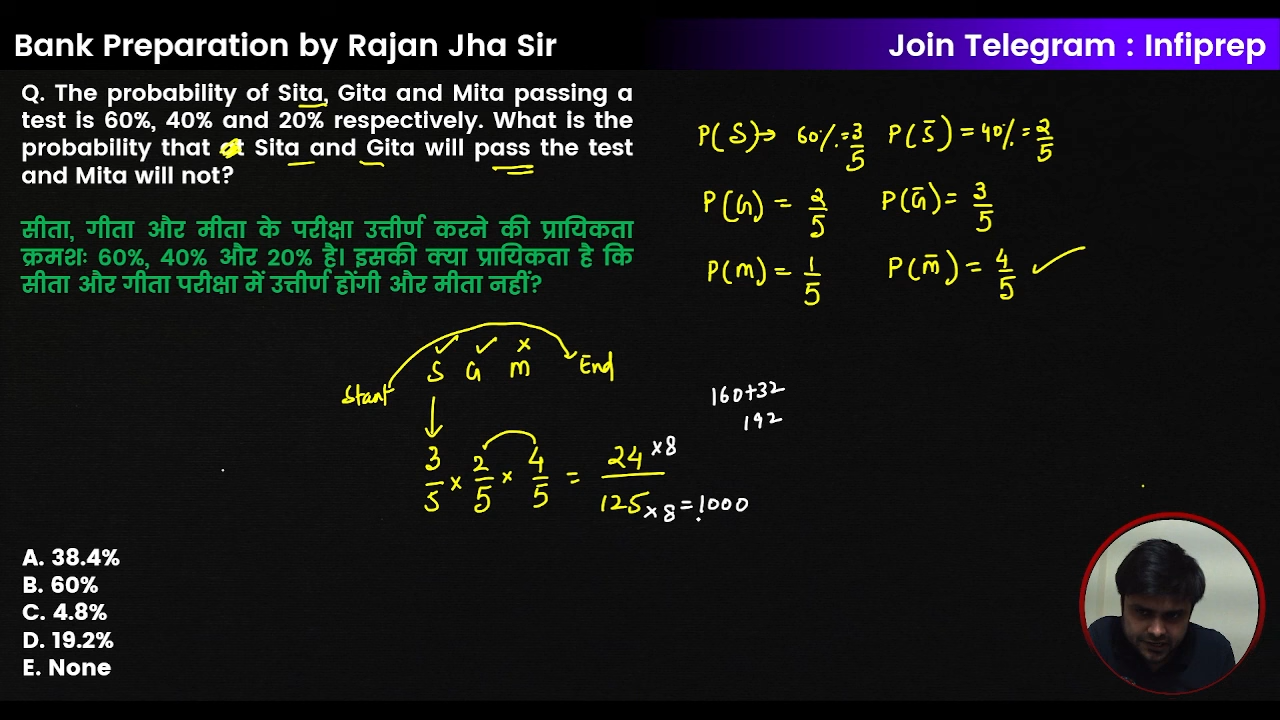 Bank Preparation by Rajan Jha Sir
Join Telegram : Infiprep
Q. The probability of Sita, Gita and Mita passing a
test is 60%, 40% and 20% respectively. What is the
probability that Sita and Gita will pass the test
and Mita will not?
सीता, गीता और मीता के परीक्षा उत्तीर्ण करने की प्रायिकता
क्रमशः 60%, 40% और 20% है। इसकी क्या प्रायिकता है कि
सीता और गीता परीक्षा में उत्तीर्ण होंगी और मीता नहीं?
P(S)→ 60%=3/5 P(S̄)=40%=2/5
P(G) = 2/5 P(Ḡ)= 3/5
P(m)= 1/5 P(m̄)= 4/5 ✓
✓ ✓ ×
Start S G M End
160+32
192
3/5 × 2/5 × 4/5 = 24×8/125×8=1000
A. 38.4%
B. 60%
C. 4.8%
D. 19.2%
E. None